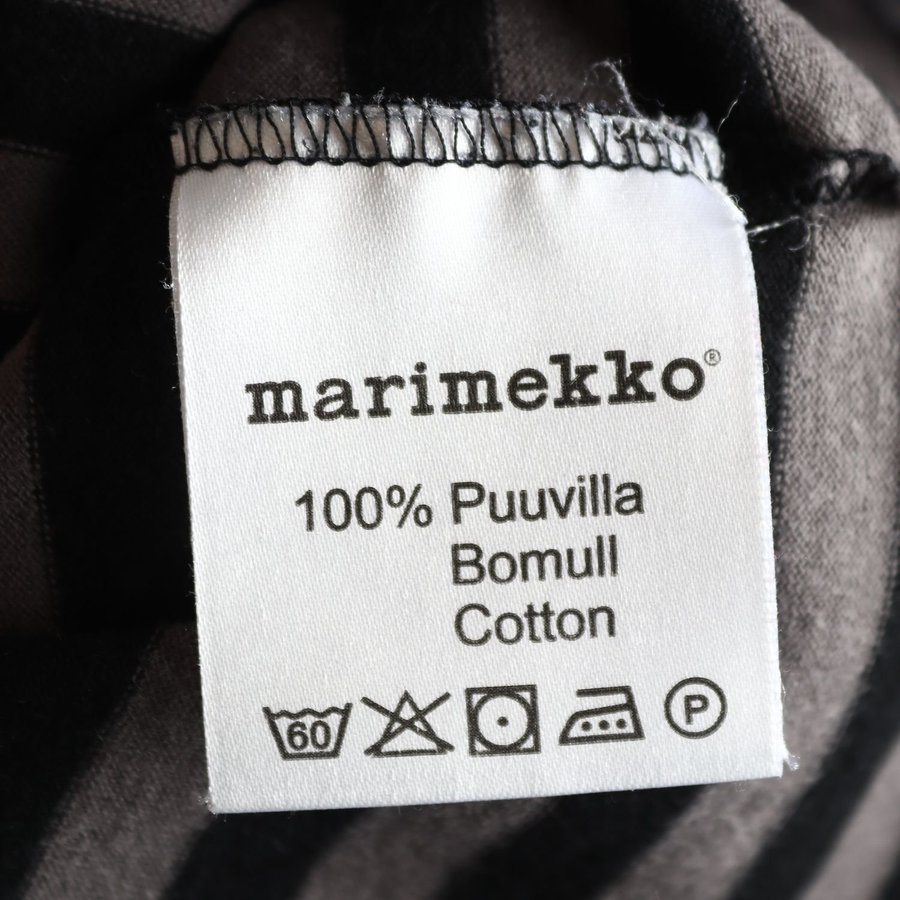 marimekko®
100% Puuvilla
Bomull
Cotton
60
P